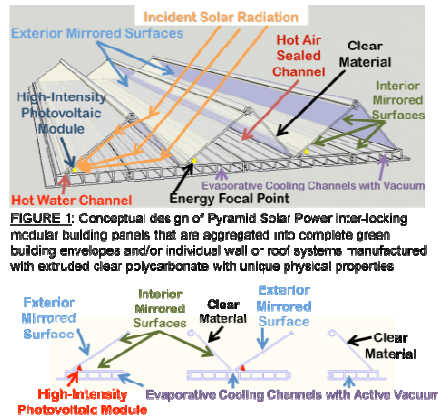 Incident Solar Radiation
Exterior Mirrored Surfaces
Hot Air
Sealed
Channel
Clear
Material
High-Intensity
Photovoltaic
Module
Interior
Mirrored
Surfaces
Evaporative Cooling Channels with Vacuum
Hot Water Channel
Energy Focal Point
FIGURE 1: Conceptual design of Pyramid Solar Power inter-locking
modular building panels that are aggregated into complete green
building envelopes and/or individual wall or roof systems manufactured
with extruded clear polycarbonate with unique physical properties
Exterior
Mirrored
Surface
Interior
Mirrored
Surfaces
Clear
Material
Exterior
Mirrored
Surface
Clear
Material
High-Intensity
Photovoltaic Module
Evaporative Cooling Channels with Active Vacuum